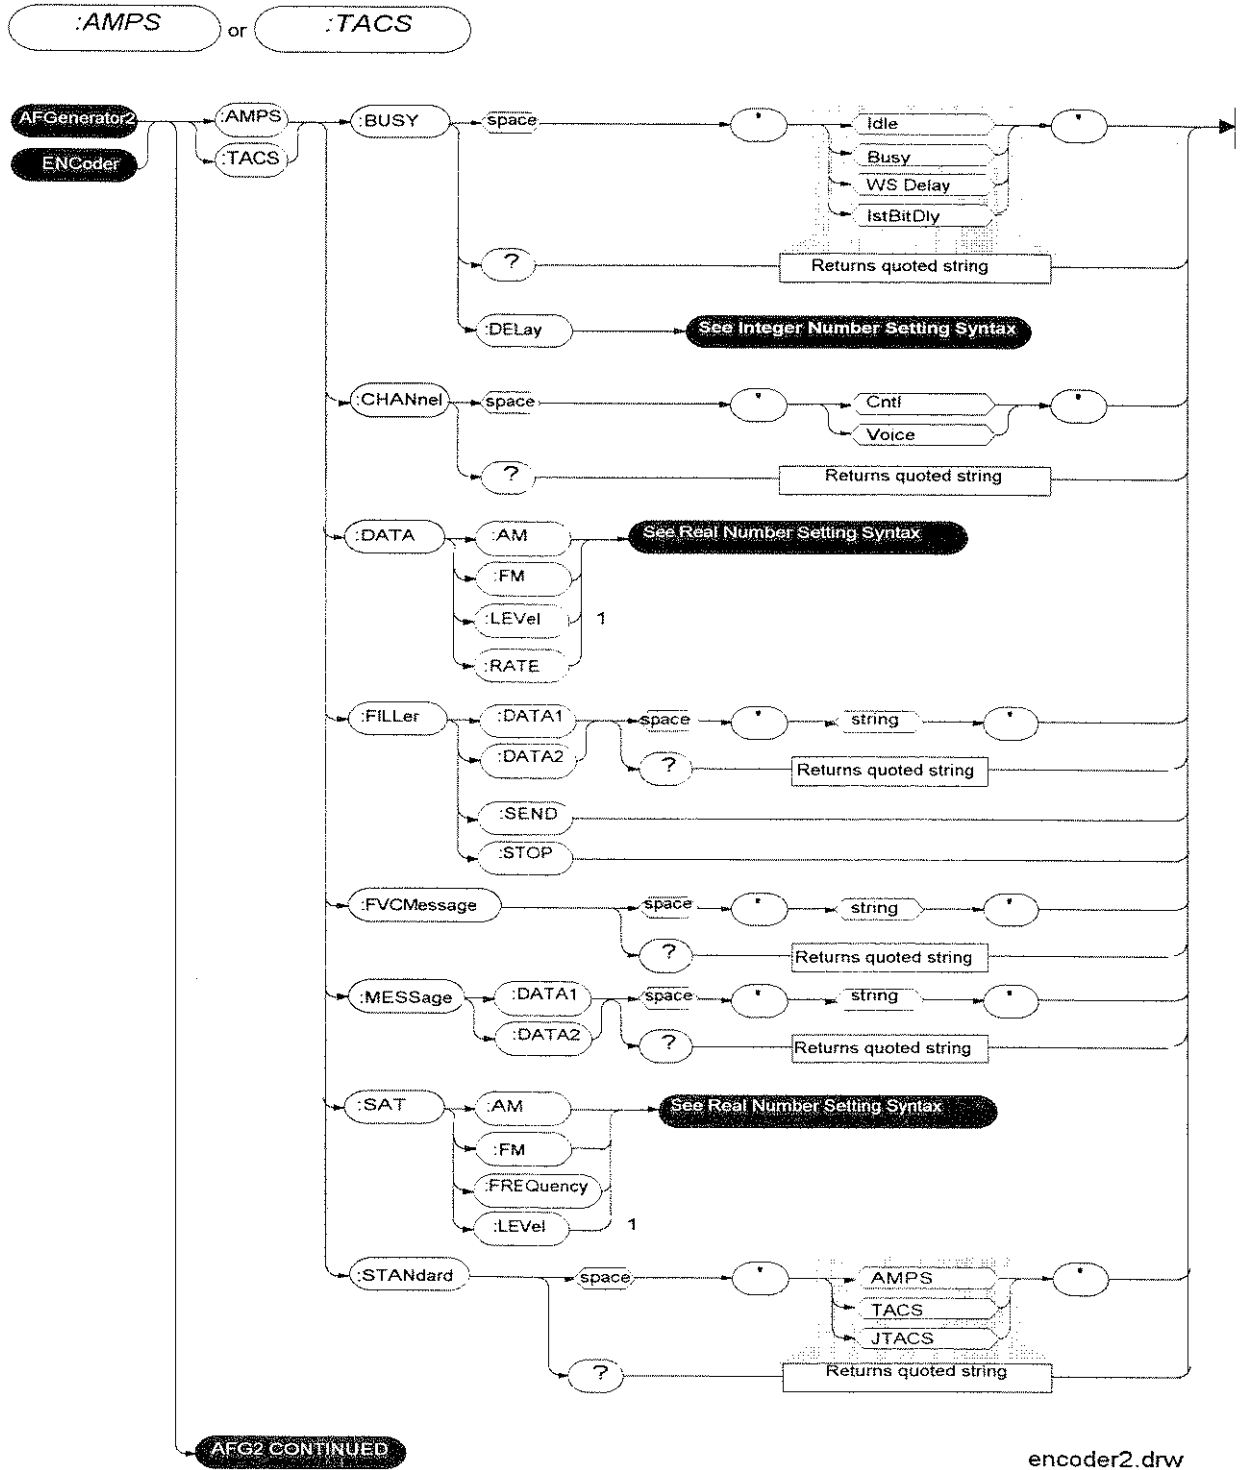 :AMPS or :TACS
AFGenerator2 :AMPS :BUSY space " Idle "
ENCoder :TACS Busy
WS Delay
IstBitDly
? Returns quoted string
:DELay See Integer Number Setting Syntax
:CHANnel space " Cntl "
Voice
? Returns quoted string
:DATA :AM See Real Number Setting Syntax
:FM
:LEVel 1
:RATE
:FILLer :DATA1 space " string "
:DATA2 ? Returns quoted string
:SEND
:STOP
:FVCMessage space " string "
? Returns quoted string
:MESSage :DATA1 space " string "
:DATA2 ? Returns quoted string
:SAT :AM See Real Number Setting Syntax
:FM
:FREQuency
:LEVel 1
:STANdard space " AMPS "
TACS
JTACS
? Returns quoted string
AFG2 CONTINUED
encoder2.drw